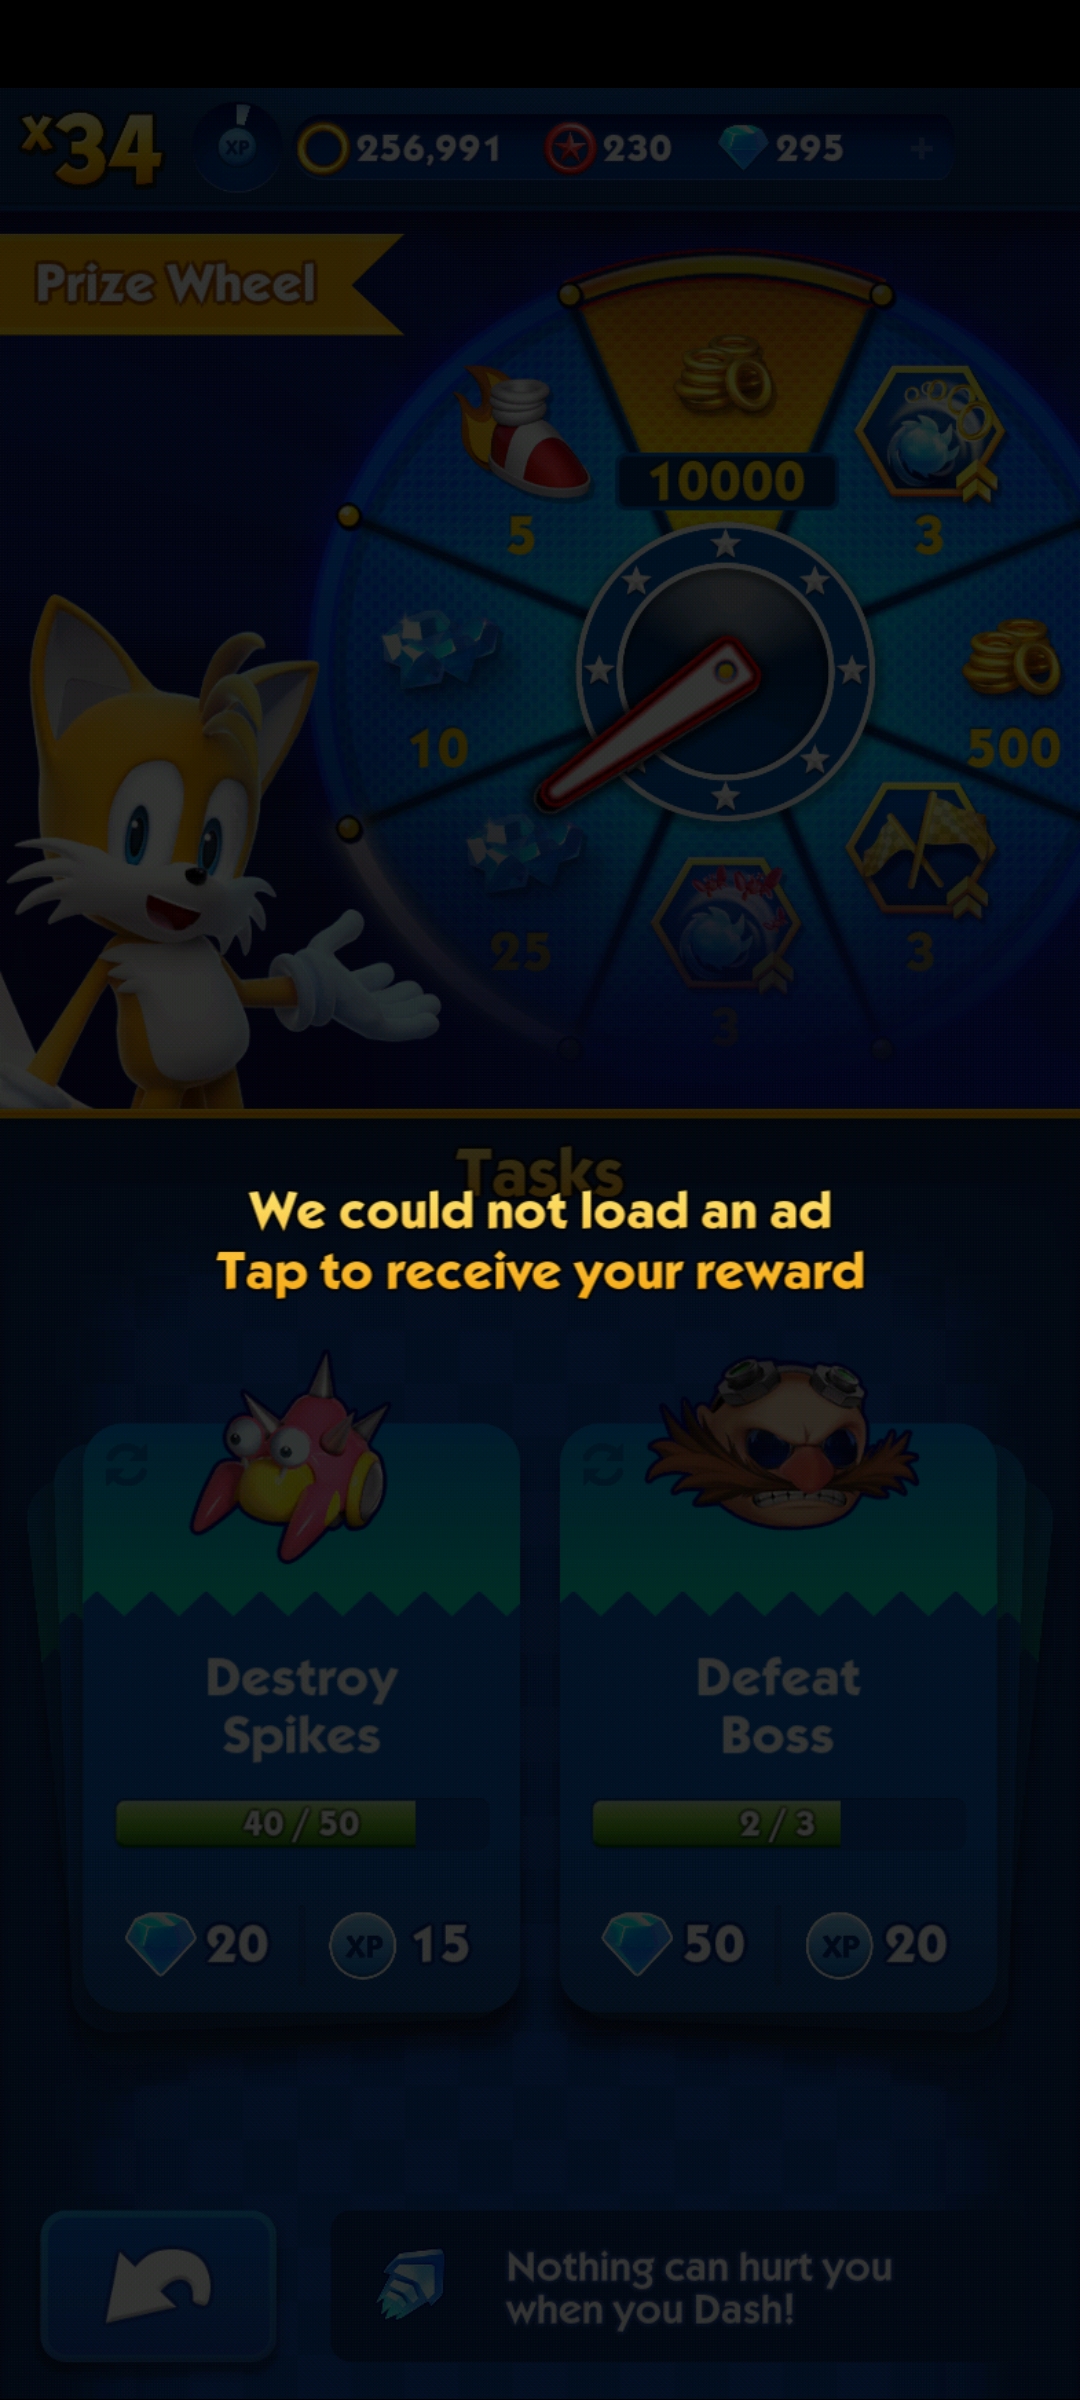 x34
XP
256,991
230
295
+
Prize Wheel
10000
5
3
10
500
25
3
3
Tasks
We could not load an ad
Tap to receive your reward
Destroy
Spikes
Defeat
Boss
40 / 50
2 / 3
20
XP
15
50
XP
20
Nothing can hurt you
when you Dash!